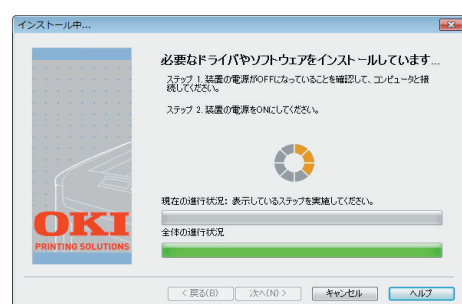 インストール中...
必要なドライバやソフトウェアをインストールしています...
ステップ 1. 装置の電源がOFFになっていることを確認して、コンピュータと接
続してください。
ステップ 2. 装置の電源をONにしてください。
現在の進行状況: 表示しているステップを実施してください。
全体の進行状況
OKI
PRINTING SOLUTIONS
< 戻る(B)
次へ(N) >
キャンセル
ヘルプ